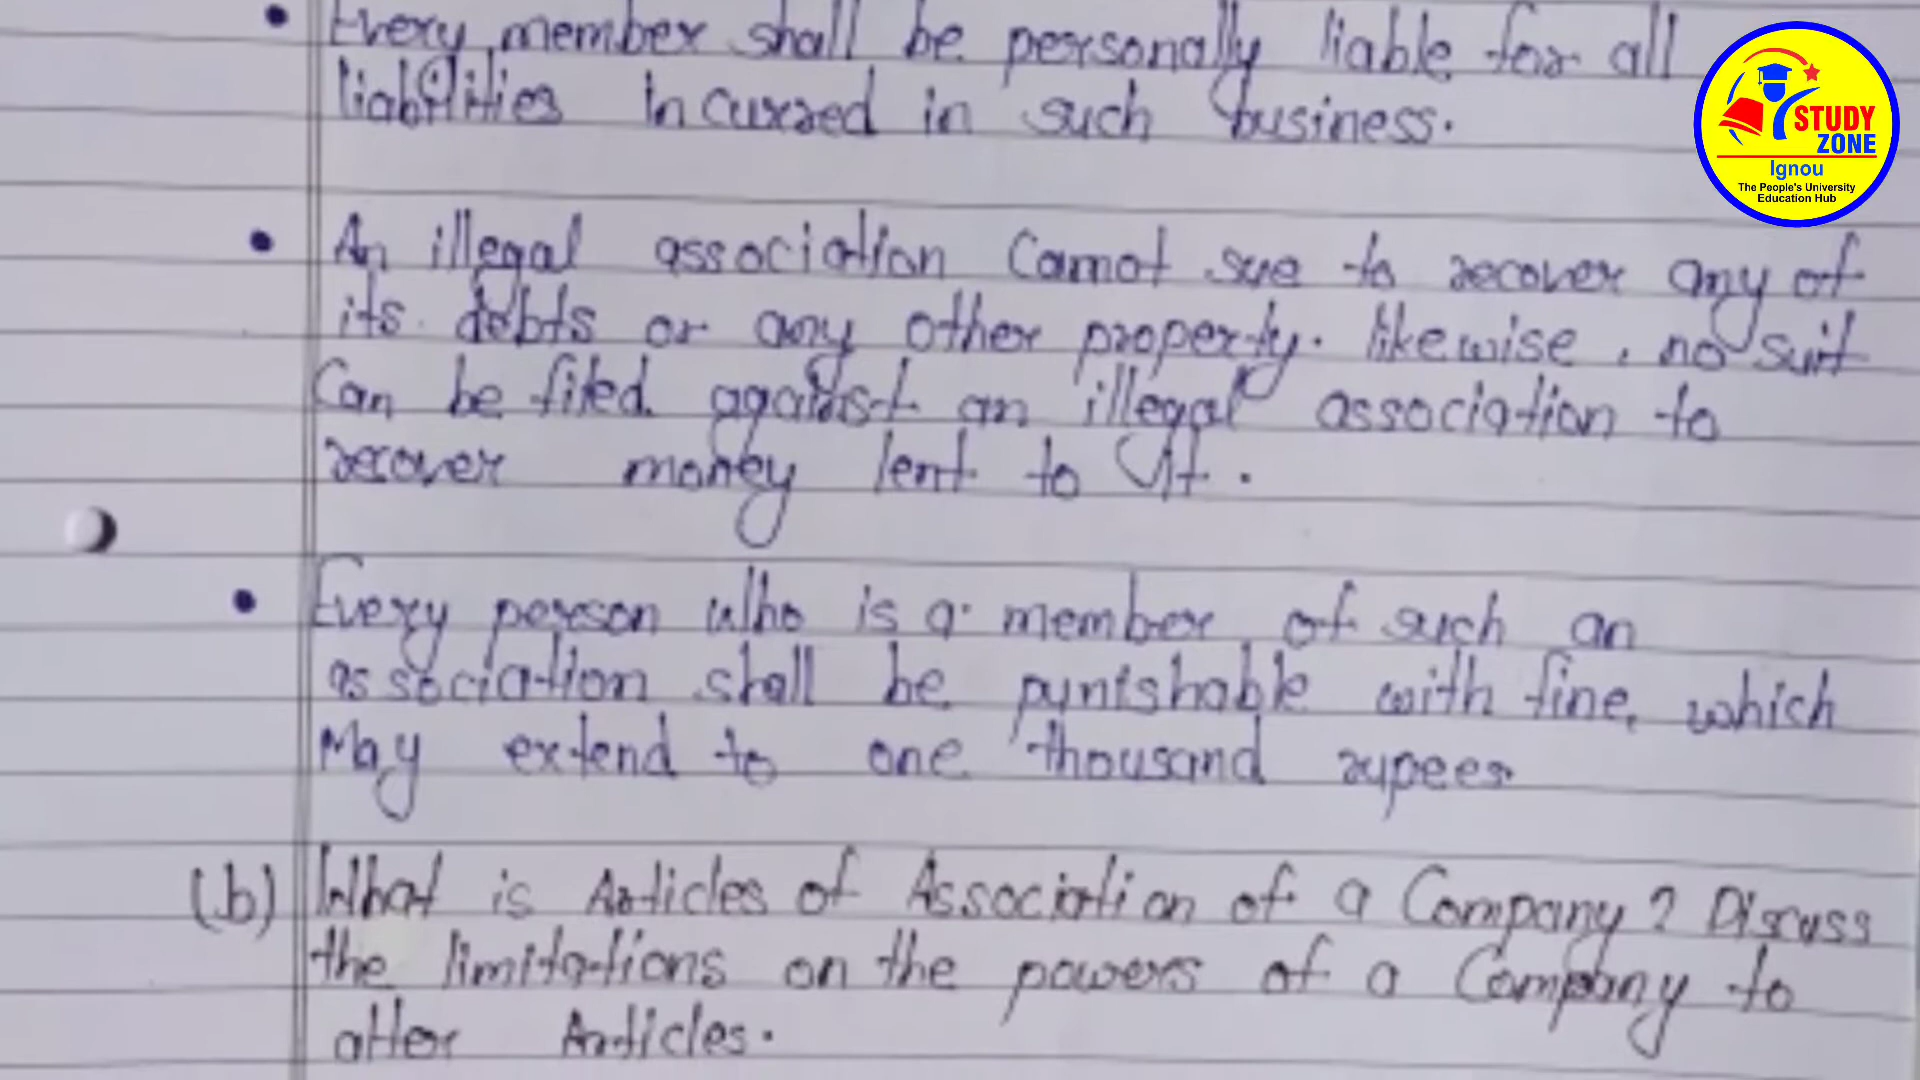 Every member shall be personally liable for all
liabilities incurred in such business.
An illegal association Cannot sue to recover any of
its debts or any other property. likewise, no suit
Can be filed against an illegal association to
recover money lent to it.
Every person who is a member of such an
association shall be punishable with fine, which
May extend to one thousand rupees
(b) What is Articles of Association of a Company? Discuss
the limitations on the powers of a Company to
alter Articles.
STUDY
ZONE
Ignou
The People's University
Education Hub